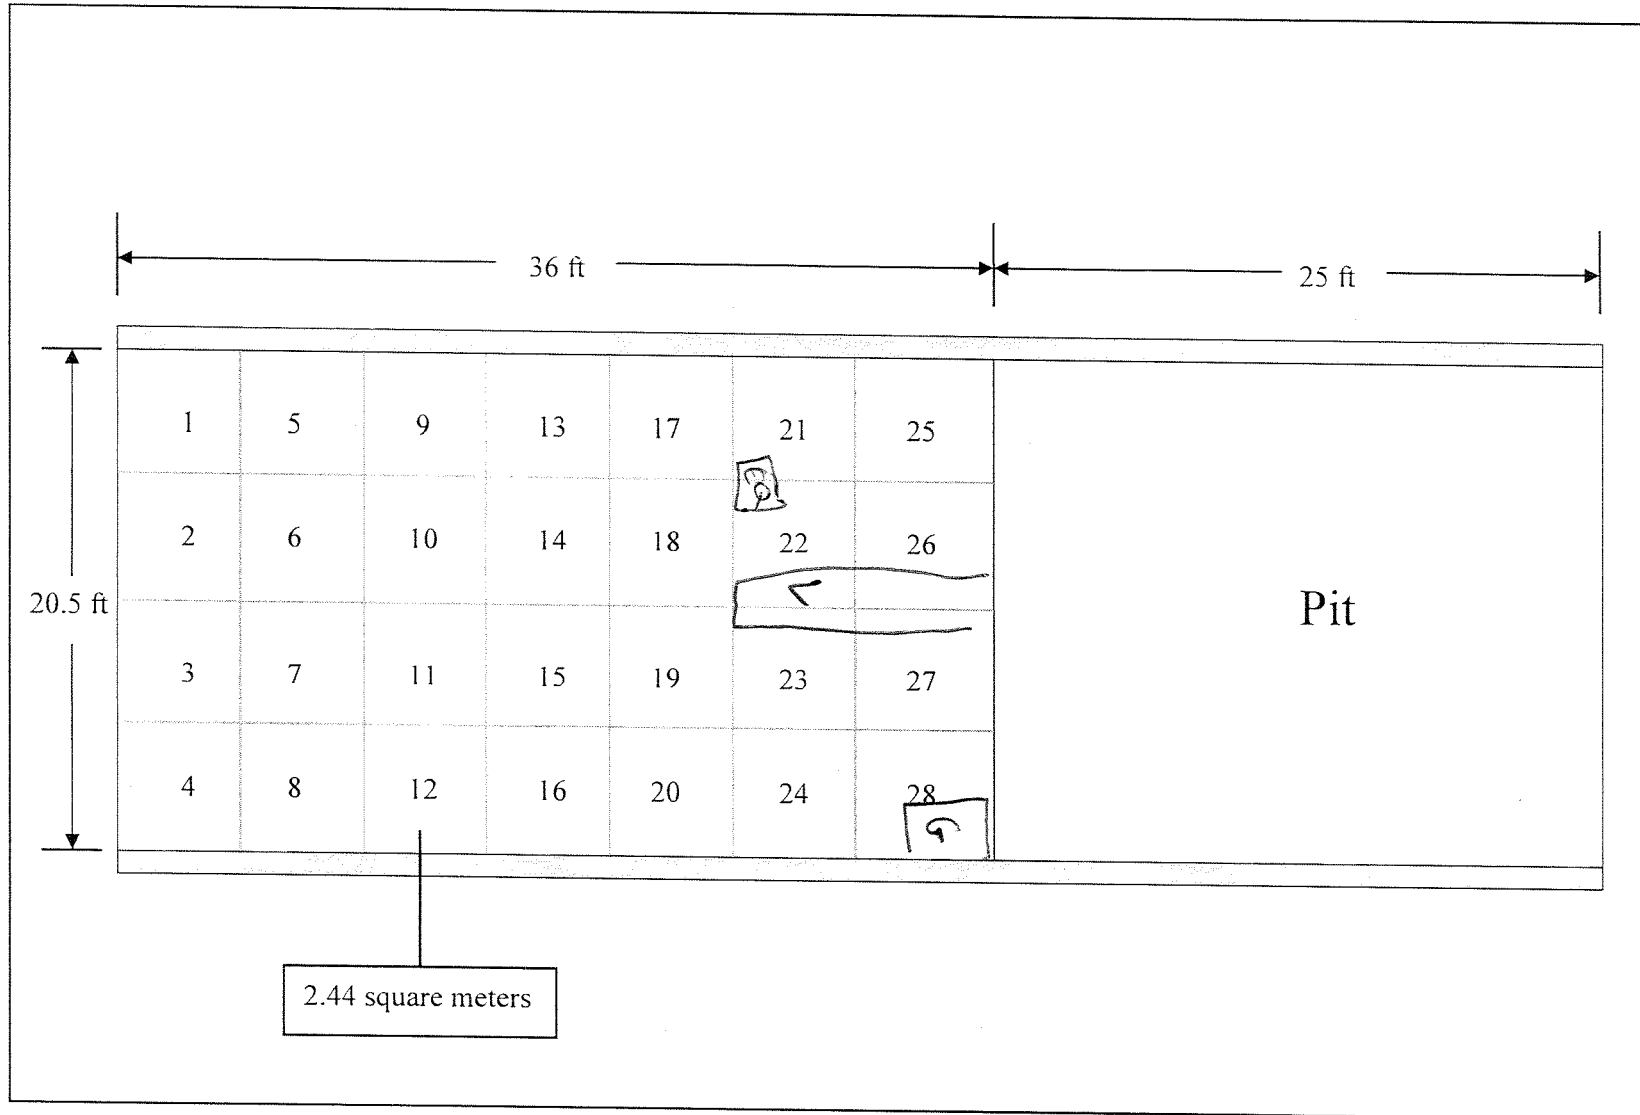 36 ft
25 ft
1 5 9 13 17 21 25
2 6 10 14 18 22 26
20.5 ft
Pit
3 7 11 15 19 23 27
4 8 12 16 20 24 28
G
2.44 square meters